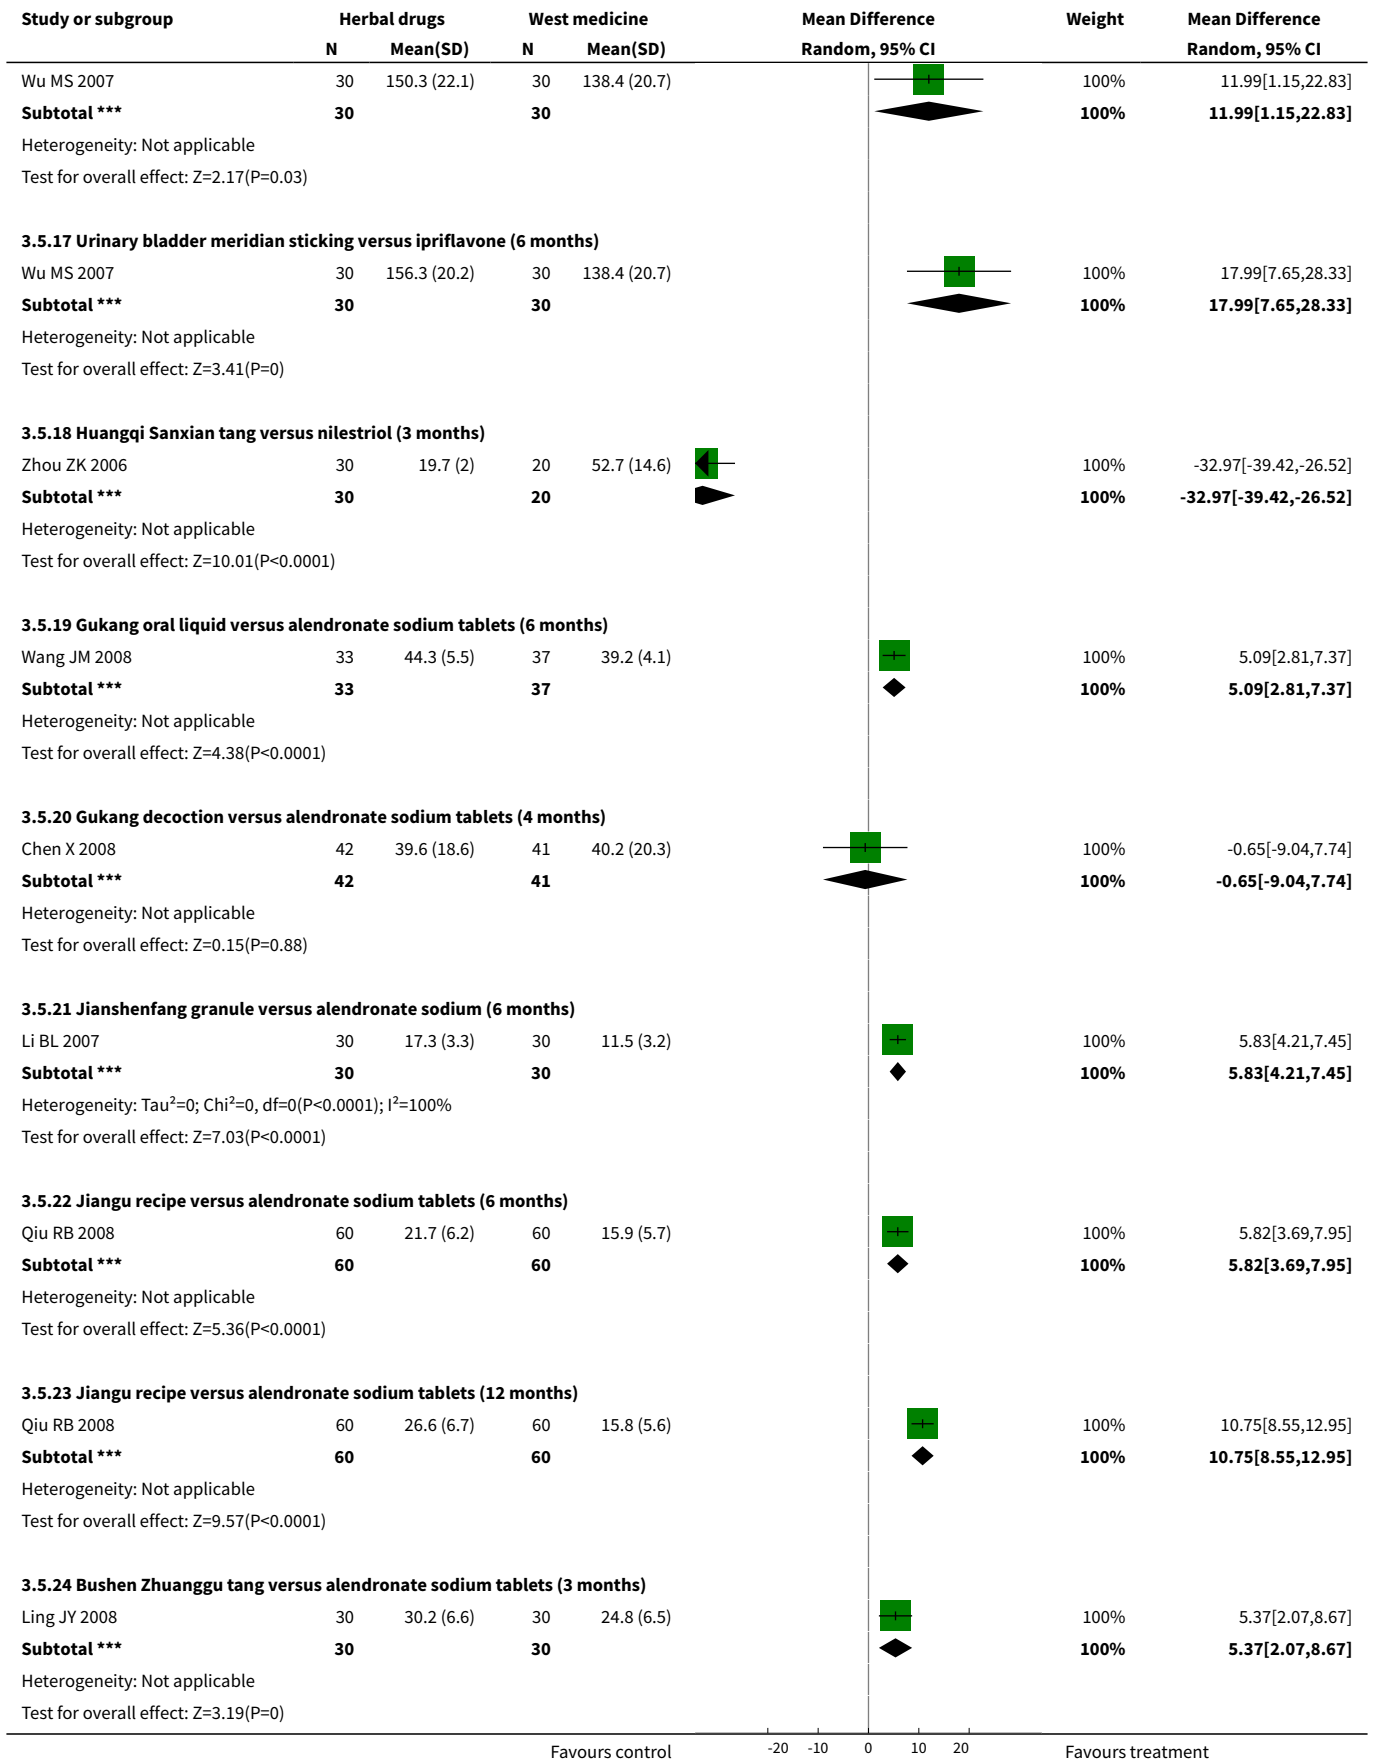 Study or subgroup Herbal drugs West medicine Mean Difference Weight Mean Difference
N Mean(SD) N Mean(SD) Random, 95% CI Random, 95% CI
Wu MS 2007 30 150.3 (22.1) 30 138.4 (20.7) 100% 11.99[1.15,22.83]
Subtotal *** 30 30 100% 11.99[1.15,22.83]
Heterogeneity: Not applicable
Test for overall effect: Z=2.17(P=0.03)
3.5.17 Urinary bladder meridian sticking versus ipriflavone (6 months)
Wu MS 2007 30 156.3 (20.2) 30 138.4 (20.7) 100% 17.99[7.65,28.33]
Subtotal *** 30 30 100% 17.99[7.65,28.33]
Heterogeneity: Not applicable
Test for overall effect: Z=3.41(P=0)
3.5.18 Huangqi Sanxian tang versus nilestriol (3 months)
Zhou ZK 2006 30 19.7 (2) 20 52.7 (14.6) 100% -32.97[-39.42,-26.52]
Subtotal *** 30 20 100% -32.97[-39.42,-26.52]
Heterogeneity: Not applicable
Test for overall effect: Z=10.01(P<0.0001)
3.5.19 Gukang oral liquid versus alendronate sodium tablets (6 months)
Wang JM 2008 33 44.3 (5.5) 37 39.2 (4.1) 100% 5.09[2.81,7.37]
Subtotal *** 33 37 100% 5.09[2.81,7.37]
Heterogeneity: Not applicable
Test for overall effect: Z=4.38(P<0.0001)
3.5.20 Gukang decoction versus alendronate sodium tablets (4 months)
Chen X 2008 42 39.6 (18.6) 41 40.2 (20.3) 100% -0.65[-9.04,7.74]
Subtotal *** 42 41 100% -0.65[-9.04,7.74]
Heterogeneity: Not applicable
Test for overall effect: Z=0.15(P=0.88)
3.5.21 Jianshenfang granule versus alendronate sodium (6 months)
Li BL 2007 30 17.3 (3.3) 30 11.5 (3.2) 100% 5.83[4.21,7.45]
Subtotal *** 30 30 100% 5.83[4.21,7.45]
Heterogeneity: Tau²=0; Chi²=0, df=0(P<0.0001); I²=100%
Test for overall effect: Z=7.03(P<0.0001)
3.5.22 Jiangu recipe versus alendronate sodium tablets (6 months)
Qiu RB 2008 60 21.7 (6.2) 60 15.9 (5.7) 100% 5.82[3.69,7.95]
Subtotal *** 60 60 100% 5.82[3.69,7.95]
Heterogeneity: Not applicable
Test for overall effect: Z=5.36(P<0.0001)
3.5.23 Jiangu recipe versus alendronate sodium tablets (12 months)
Qiu RB 2008 60 26.6 (6.7) 60 15.8 (5.6) 100% 10.75[8.55,12.95]
Subtotal *** 60 60 100% 10.75[8.55,12.95]
Heterogeneity: Not applicable
Test for overall effect: Z=9.57(P<0.0001)
3.5.24 Bushen Zhuanggu tang versus alendronate sodium tablets (3 months)
Ling JY 2008 30 30.2 (6.6) 30 24.8 (6.5) 100% 5.37[2.07,8.67]
Subtotal *** 30 30 100% 5.37[2.07,8.67]
Heterogeneity: Not applicable
Test for overall effect: Z=3.19(P=0)
Favours control -20 -10 0 10 20 Favours treatment